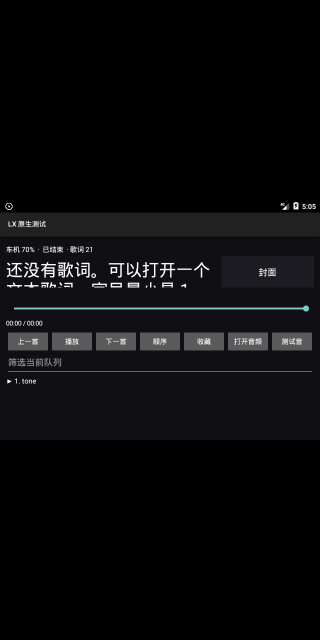 5:05
LX 原生测试
车机 70% · 已结束 · 歌词 21
还没有歌词。可以打开一个
封面
00:00 / 00:00
上一首 播放 下一首 顺序 收藏 打开音频 测试音
筛选当前队列
▶ 1. tone